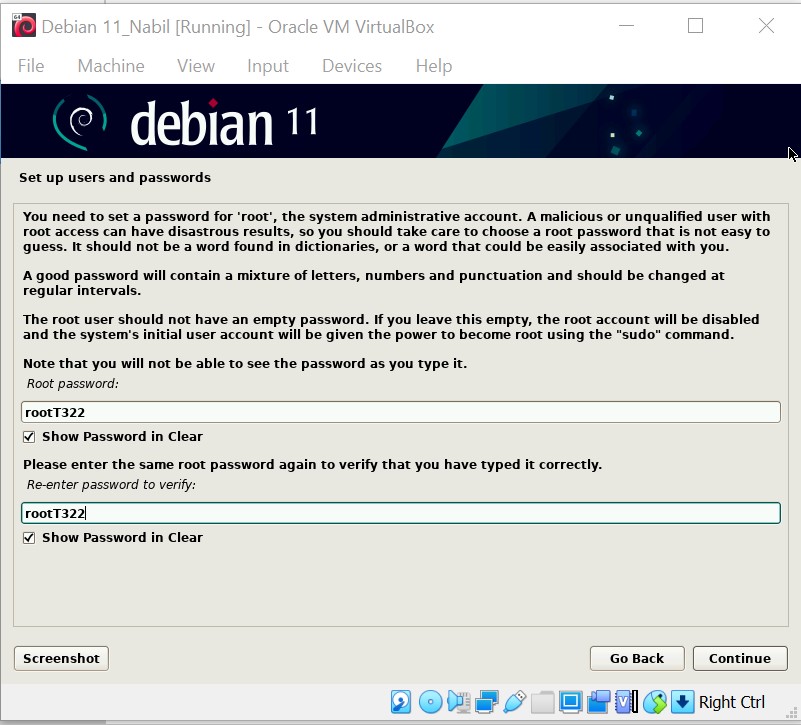 Debian 11_Nabil [Running] - Oracle VM VirtualBox
File Machine View Input Devices Help
debian 11
Set up users and passwords
You need to set a password for 'root', the system administrative account. A malicious or unqualified user with
root access can have disastrous results, so you should take care to choose a root password that is not easy to
guess. It should not be a word found in dictionaries, or a word that could be easily associated with you.
A good password will contain a mixture of letters, numbers and punctuation and should be changed at
regular intervals.
The root user should not have an empty password. If you leave this empty, the root account will be disabled
and the system's initial user account will be given the power to become root using the "sudo" command.
Note that you will not be able to see the password as you type it.
Root password:
rootT322
Show Password in Clear
Please enter the same root password again to verify that you have typed it correctly.
Re-enter password to verify:
rootT322
Show Password in Clear
Screenshot Go Back Continue
Right Ctrl